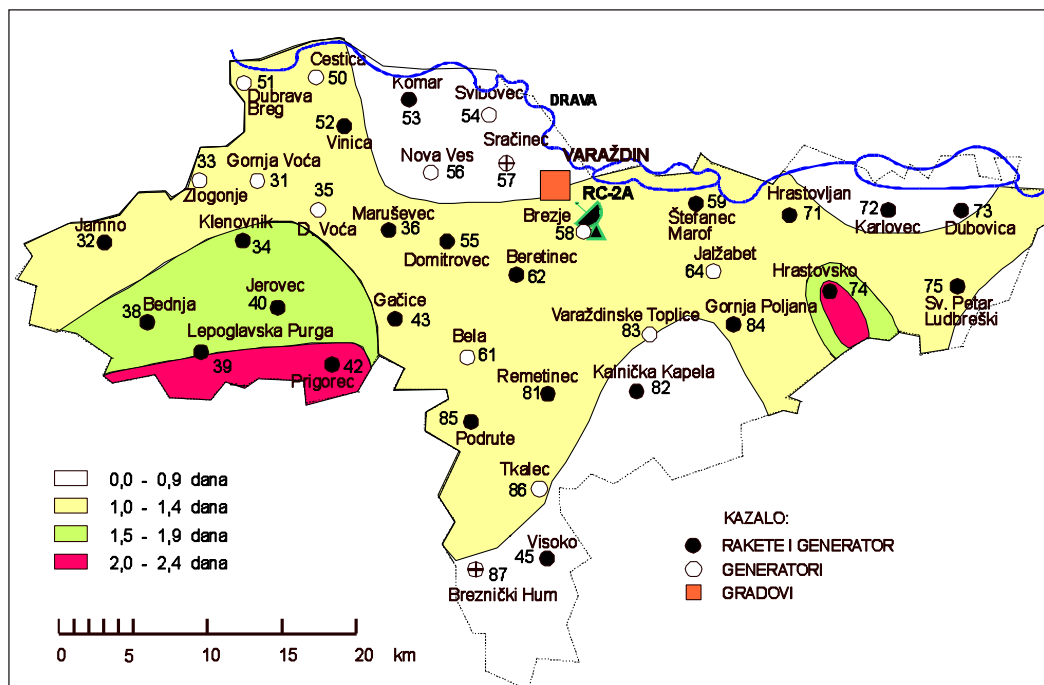 Cestica
50
51
Dubrava
Breg
Komar
53
Svibovec
54
DRAVA
52
Vinica
Sračinec
57
Nova Ves
56
VARAŽDIN
RC-2A
33
Zlogonje
Gornja Voća
31
35
D. Voća
Klenovnik
34
Jamno
32
Maruševec
36
55
Domitrovec
Brezje
58
Beretinec
62
59
Štefanec
Marof
Hrastovljan
71
72
Karlovec
73
Dubovica
Jalžabet
64
Hrastovsko
74
75
Sv. Petar
Ludbreški
Bednja
38
Jerovec
40
Lepoglavska Purga
39
42
Prigorec
Gačice
43
Bela
61
Varaždinske Toplice
83
Gornja Poljana
84
Remetinec
81
Kalnička Kapela
82
85
Podrute
Tkalec
86
Visoko
45
87
Breznički Hum
0,0 - 0,9 dana
1,0 - 1,4 dana
1,5 - 1,9 dana
2,0 - 2,4 dana
KAZALO:
RAKETE I GENERATOR
GENERATORI
GRADOVI
0 5 10 15 20 km